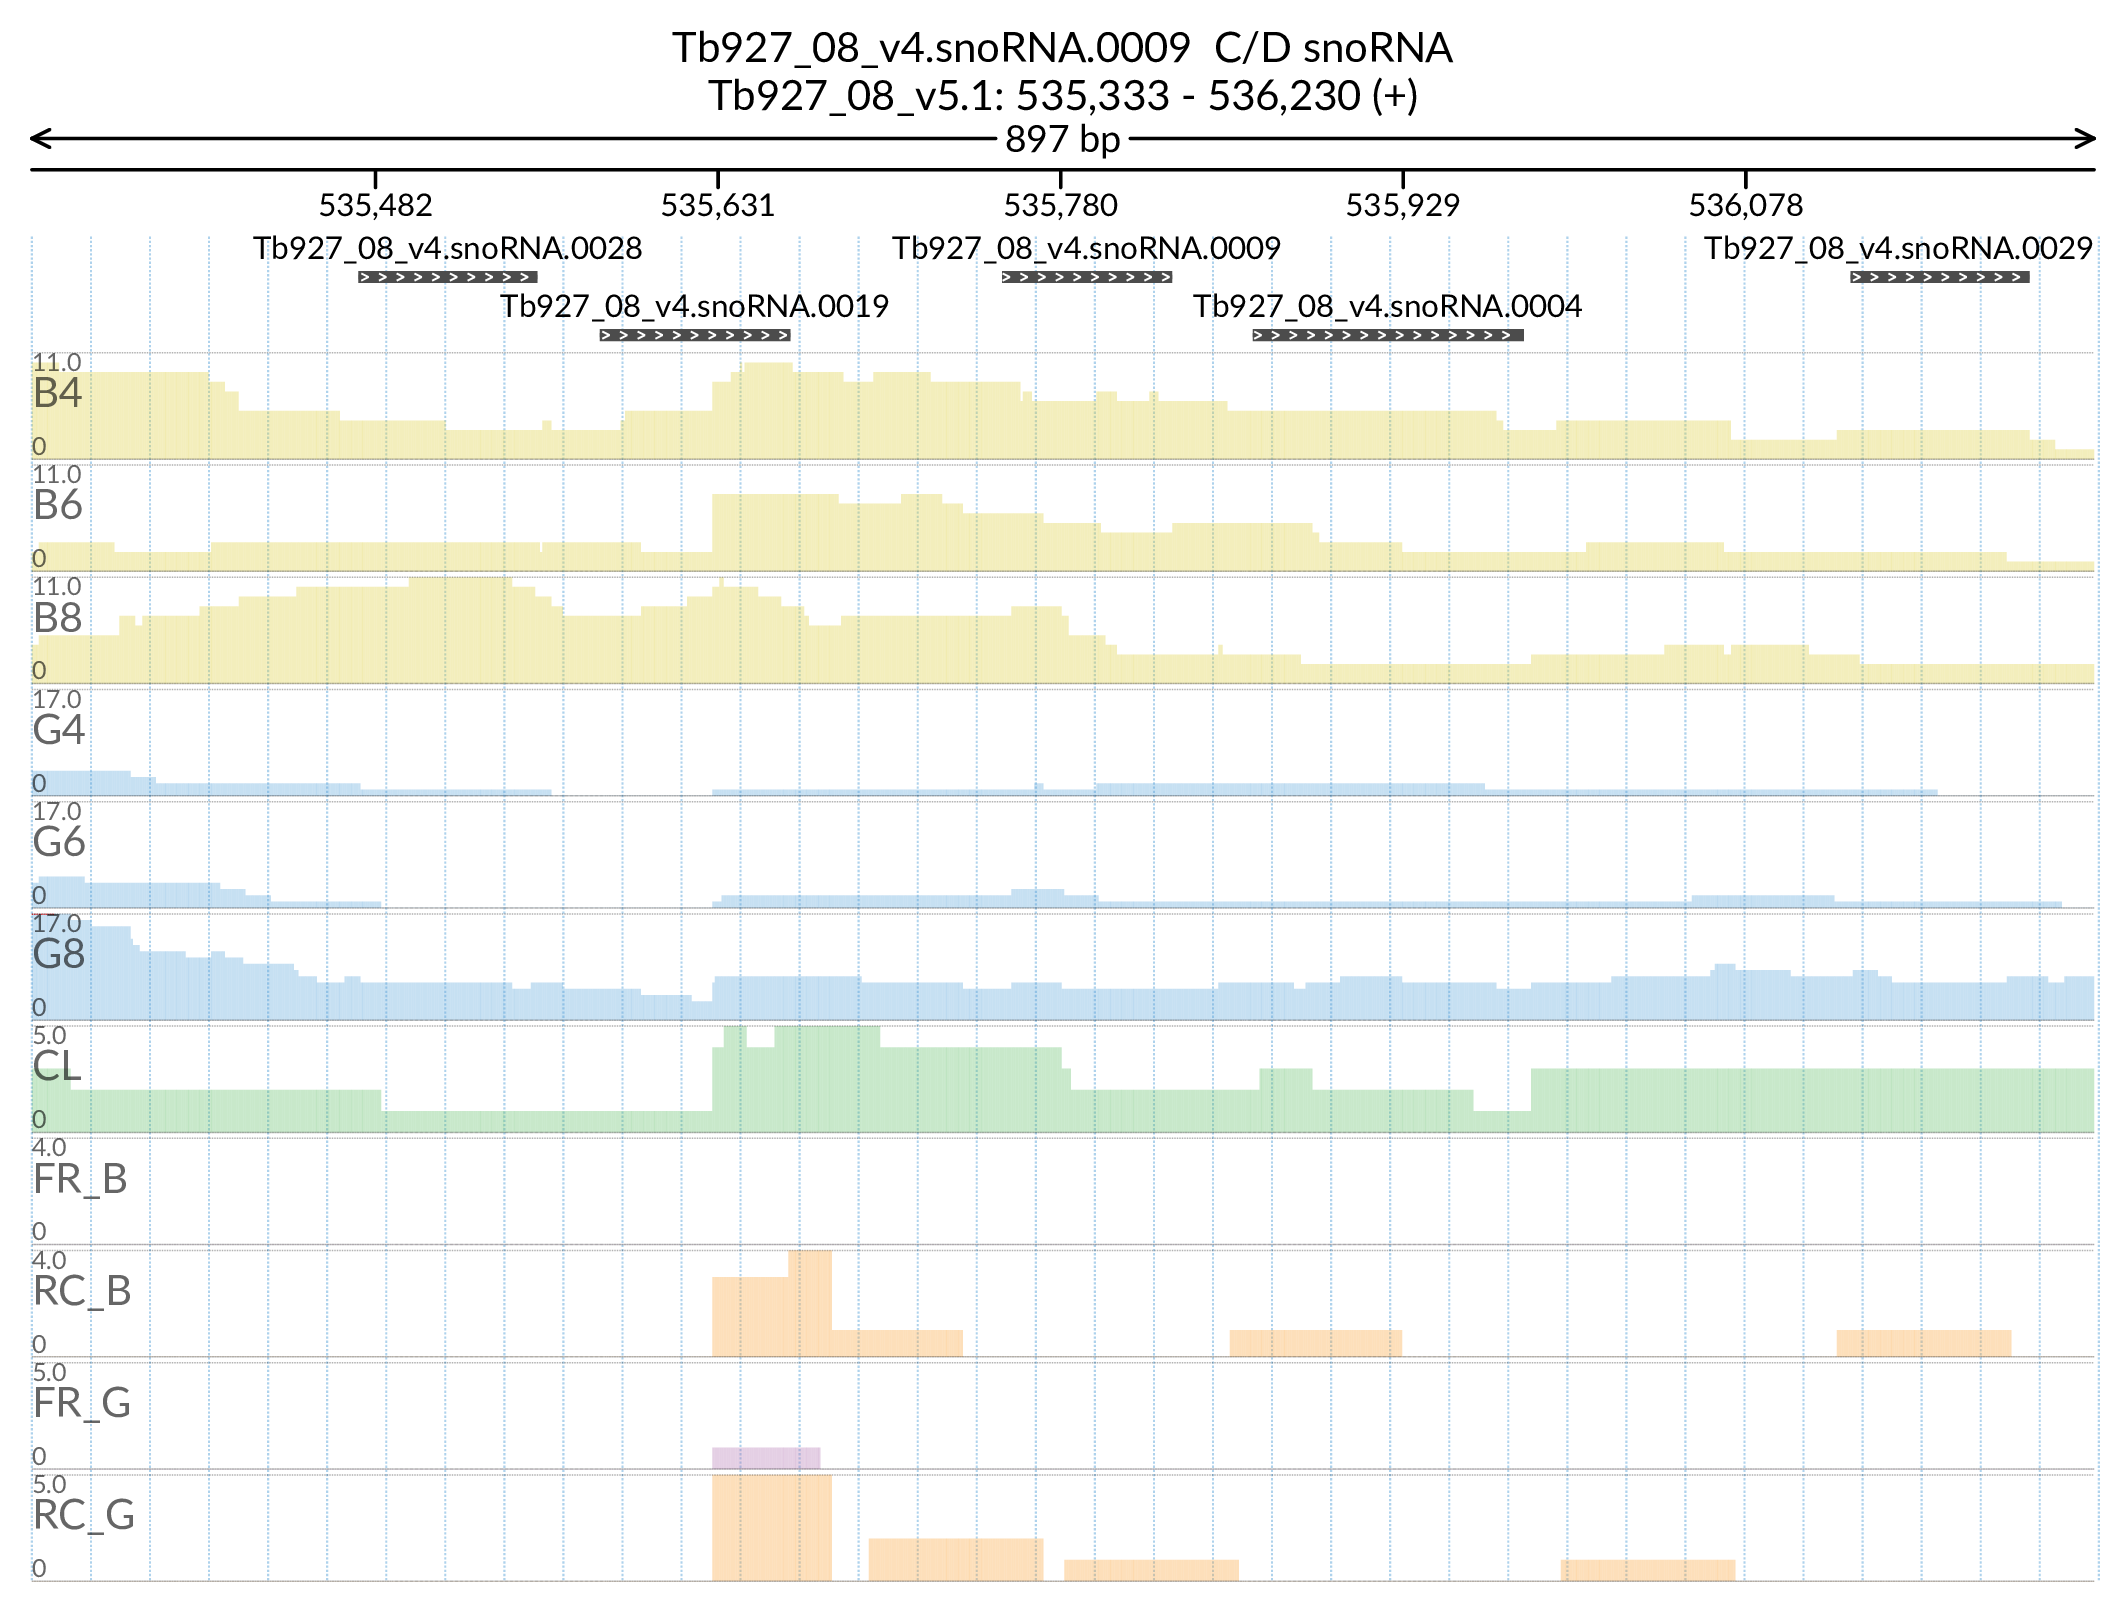 Tb927_08_v4.snoRNA.0009 C/D snoRNA
Tb927_08_v5.1: 535,333 - 536,230 (+)
897 bp
535,482 535,631 535,780 535,929 536,078
Tb927_08_v4.snoRNA.0028 Tb927_08_v4.snoRNA.0009 Tb927_08_v4.snoRNA.0029
Tb927_08_v4.snoRNA.0019 Tb927_08_v4.snoRNA.0004
11.0
B4
0
11.0
B6
0
11.0
B8
0
17.0
G4
0
17.0
G6
0
17.0
G8
0
5.0
CL
0
4.0
FR_B
0
4.0
RC_B
0
5.0
FR_G
0
5.0
RC_G
0